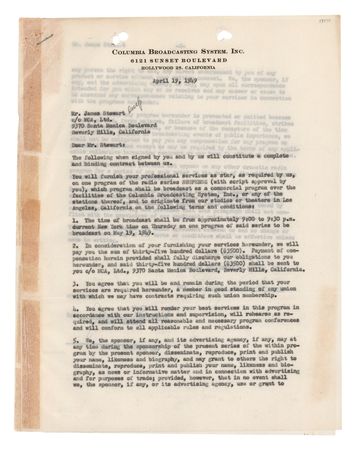 COLUMBIA BROADCASTING SYSTEM, INC.
6121 SUNSET BOULEVARD
HOLLYWOOD 28, CALIFORNIA
April 19, 1949
Mr. James Stewart
c/o MCA, Ltd.
9370 Santa Monica Boulevard
Beverly Hills, California
Dear Mr. Stewart:
The following when signed by you and by us will constitute a complete
and binding contract between us.
You will furnish your professional services as star, as required by us,
on one program of the radio series SUSPENSE (with script approval by
you), which program shall be broadcast as a commercial program over the
facilities of the Columbia Broadcasting System, Inc., or any of the
stations thereof, and to originate from our studios or theaters in Los
Angeles, California on the following terms and conditions:
1. The time of broadcast shall be from approximately 9:00 to 9:30 p.m.
current New York time on Thursday on one program of said series to be
broadcast on May 19, 1949.
2. In consideration of your furnishing your services hereunder, we will
pay you the sum of thirty-five hundred dollars ($3500). Payment of
compensation herein provided shall fully discharge our obligations to you
hereunder, and said thirty-five hundred dollars ($3500) shall be sent to
you c/o MCA, Ltd., 9370 Santa Monica Boulevard, Beverly Hills, California.
3. You agree that you will be and remain during the period that your
services are required hereunder, a member in good standing of any union
with which we may have contracts requiring such union membership.
4. You agree that you will render your best services in this program in
accordance with our instructions and supervision, will rehearse as
required, and will attend all reasonable and necessary program conferences
and will conform to all applicable rules and regulations.
5. We, the sponsor, if any, and its advertising agency, if any, may at
any time during the sponsorship of the present series of the within
program by the present sponsor, disseminate, reproduce, print and publish
your name, likeness and biography, and may grant to others the right to
disseminate, reproduce, print and publish your name, likeness and
biography, as news or informative matter and in connection with advertising
and for purposes of trade; provided, however, that in no event shall
we, the sponsor, if any, or its advertising agency, use or grant to